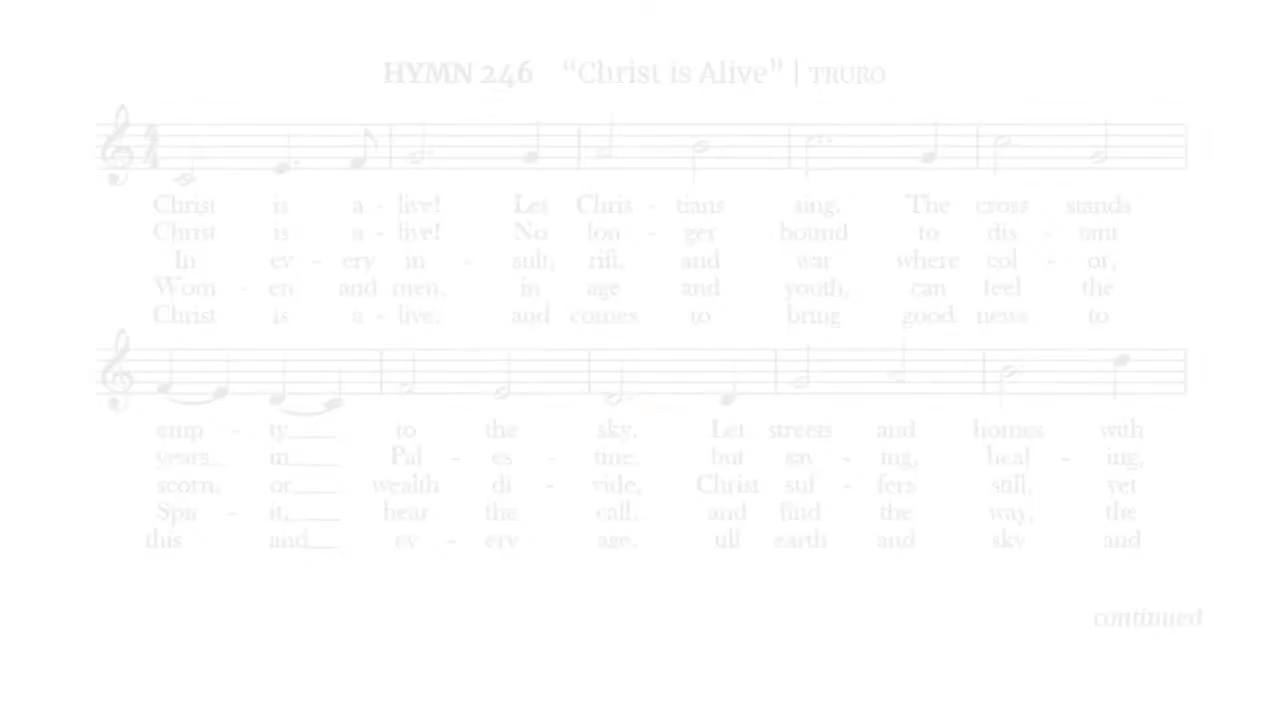 HYMN 246 “Christ is Alive” | TRURO
Christ is a - live! Let Chris - tians sing. The cross stands
Christ is a - live! No lon - ger bound to dis - tant
In ev - ery in - sult, rift, and war where col - or,
Wom - en and men, in age and youth, can feel the
Christ is a - live, and comes to bring good news to
emp - ty to the sky. Let streets and homes with
years in Pal - es - tine, but sav - ing, heal - ing,
scorn, or wealth di - vide, Christ suf - fers still, yet
Spir - it, hear the call, and find the way, the
this and ev - ery age, till earth and sky and
continued